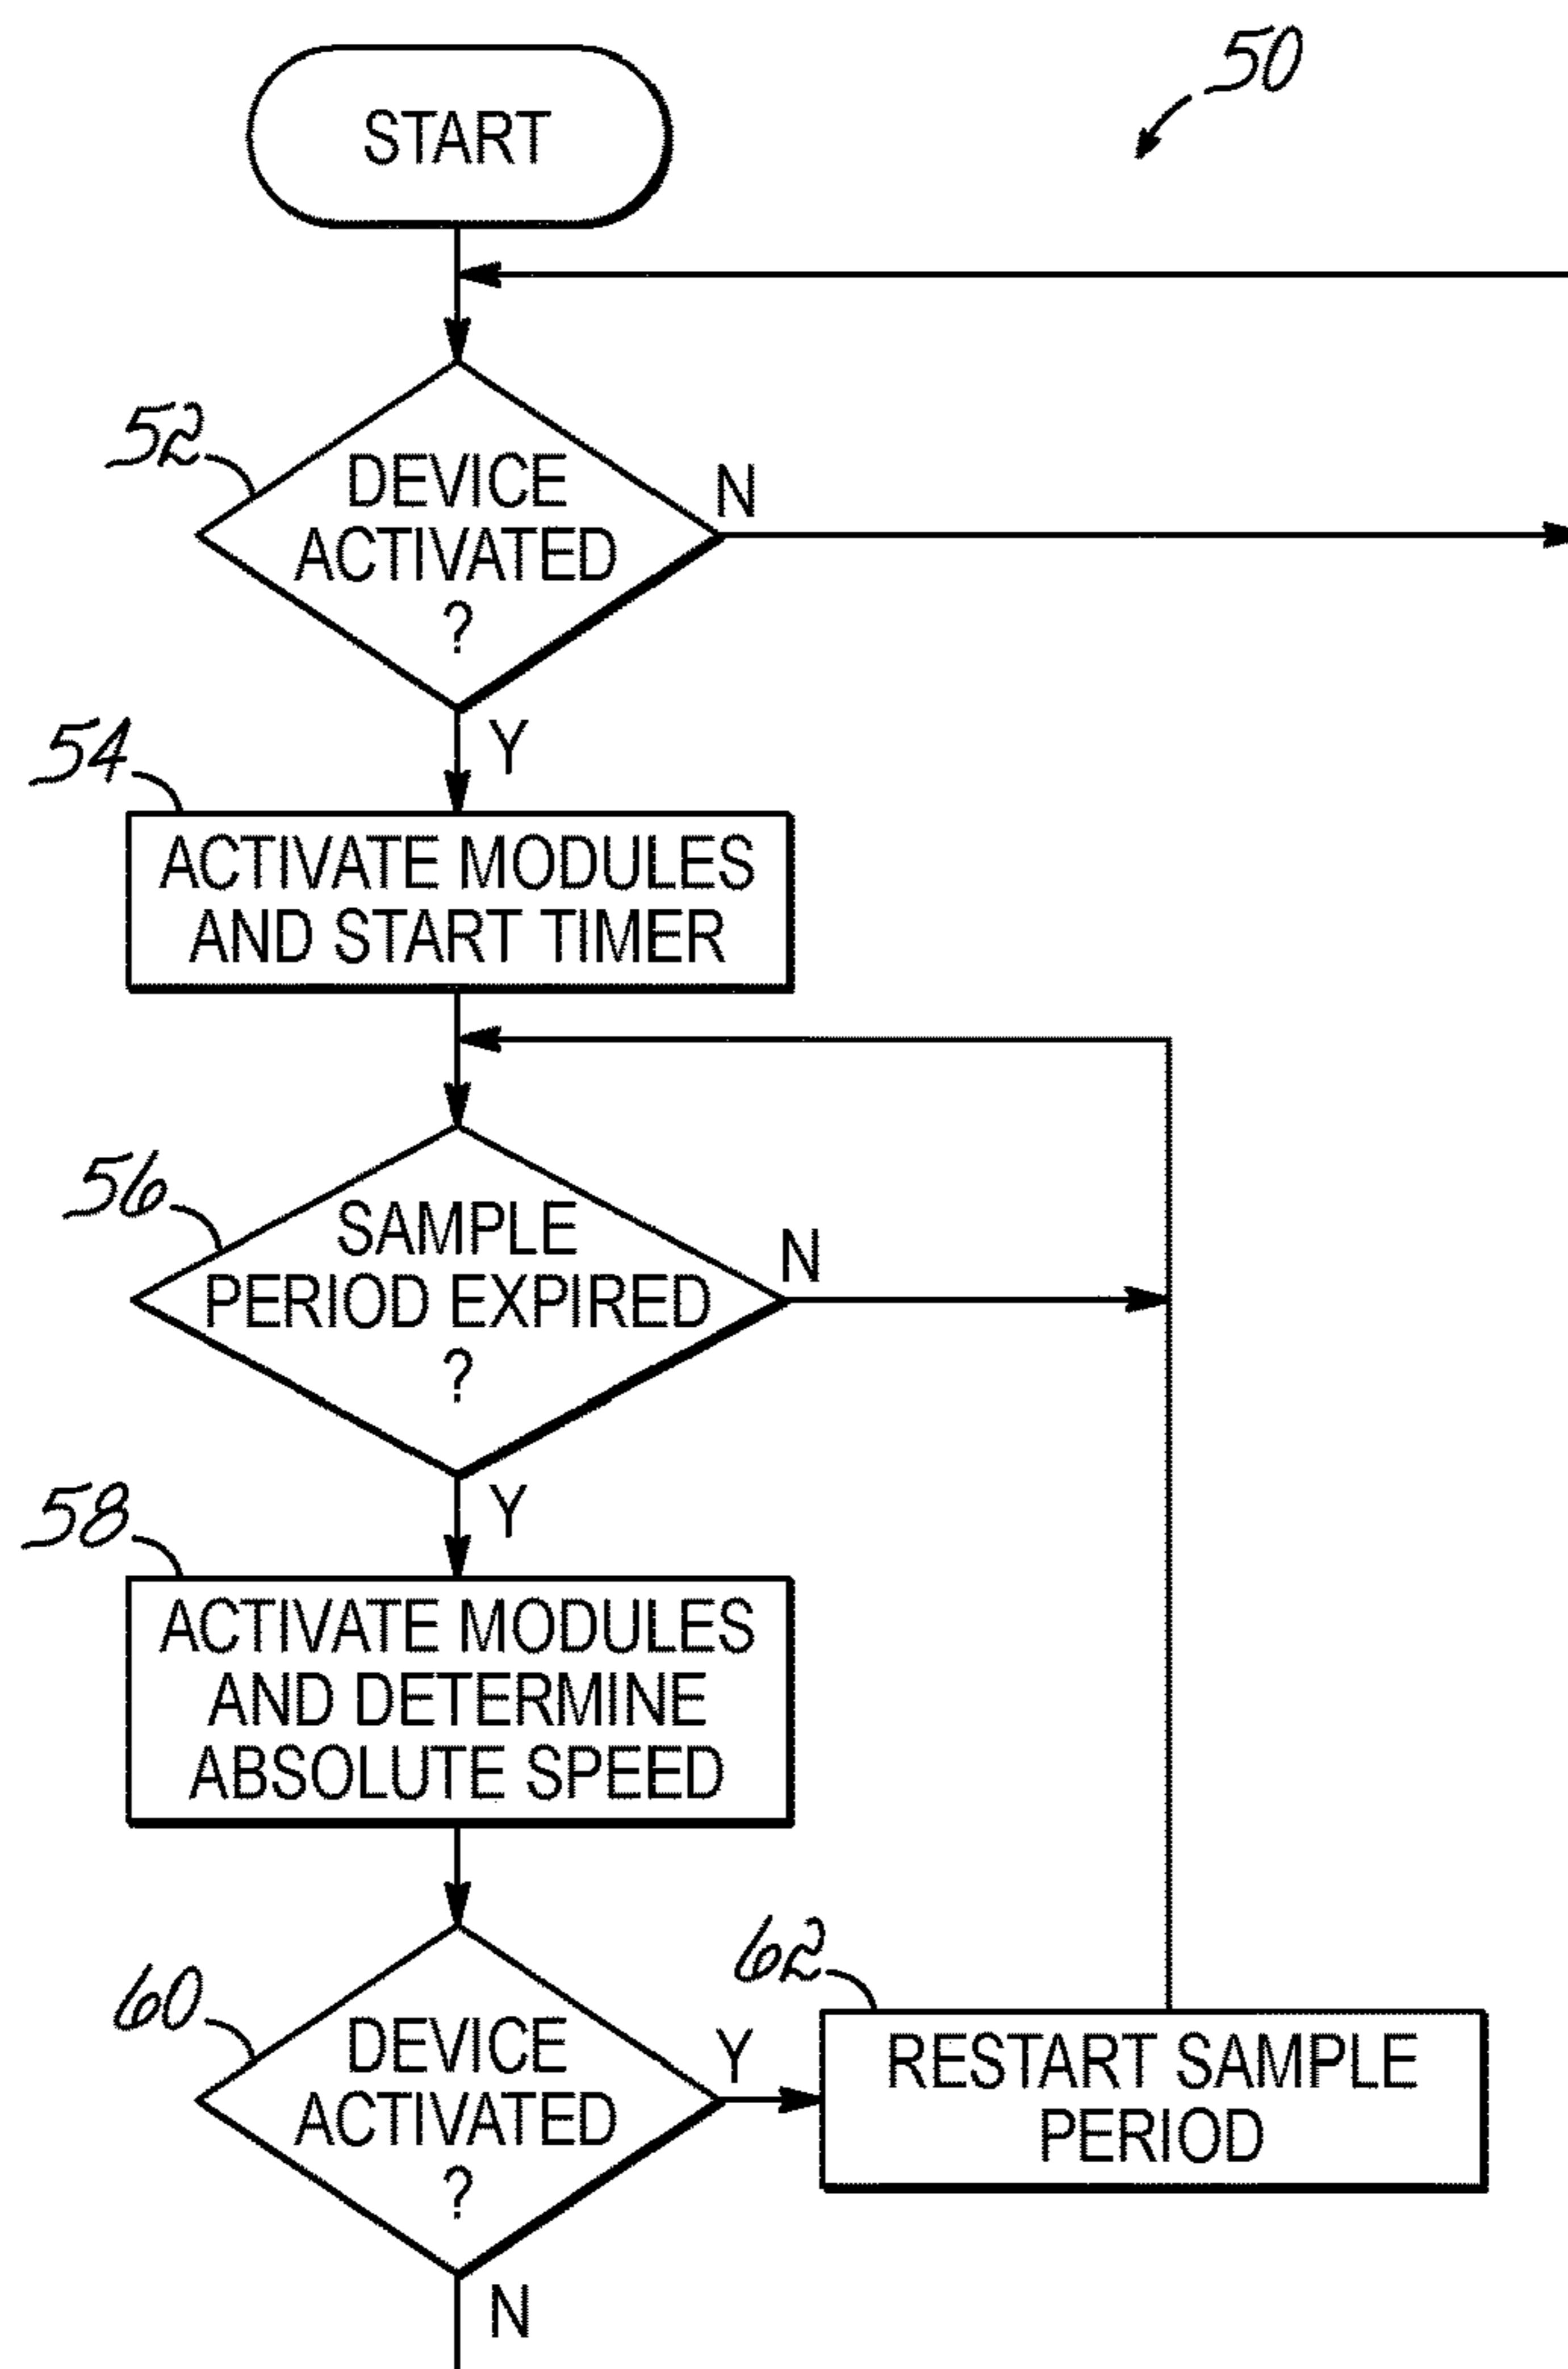 START
50
52
DEVICE
ACTIVATED
?
N
Y
54
ACTIVATE MODULES
AND START TIMER
56
SAMPLE
PERIOD EXPIRED
?
N
Y
58
ACTIVATE MODULES
AND DETERMINE
ABSOLUTE SPEED
60
DEVICE
ACTIVATED
?
Y
62
RESTART SAMPLE
PERIOD
N